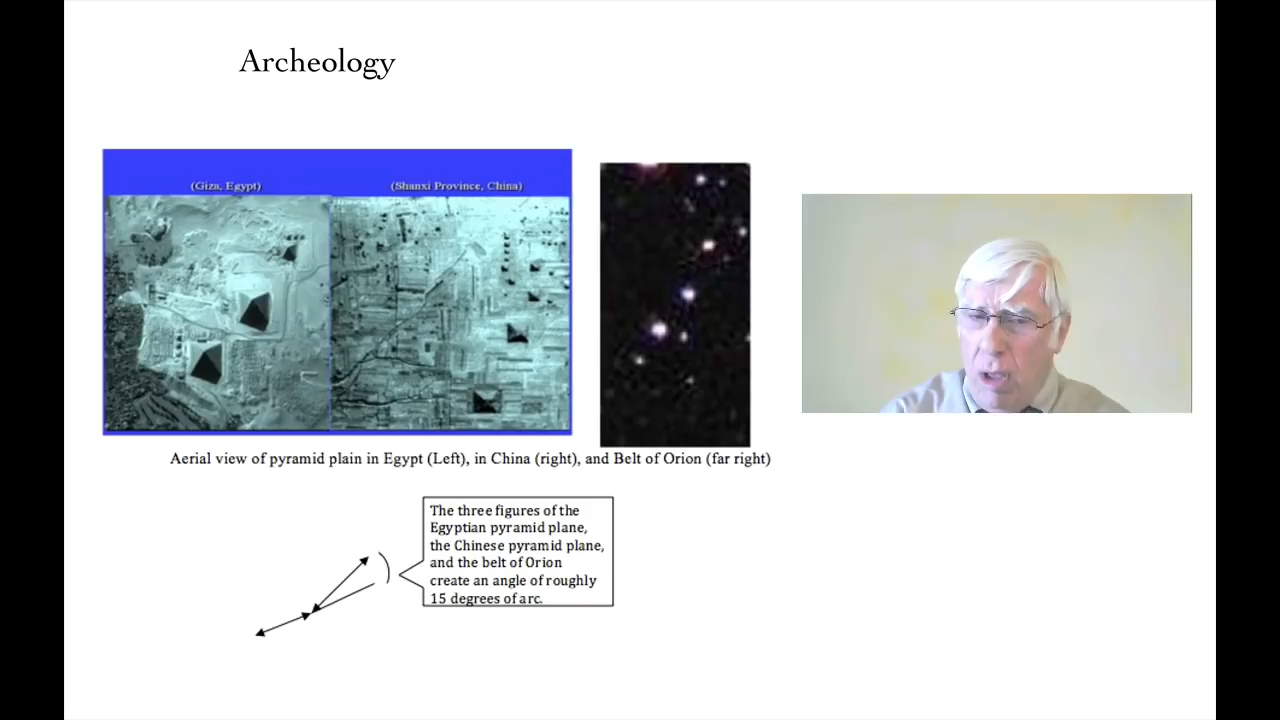 Archeology
(Giza, Egypt)
(Shanxi Province, China)
Aerial view of pyramid plain in Egypt (Left), in China (right), and Belt of Orion (far right)
The three figures of the
Egyptian pyramid plane,
the Chinese pyramid plane,
and the belt of Orion
create an angle of roughly
15 degrees of arc.